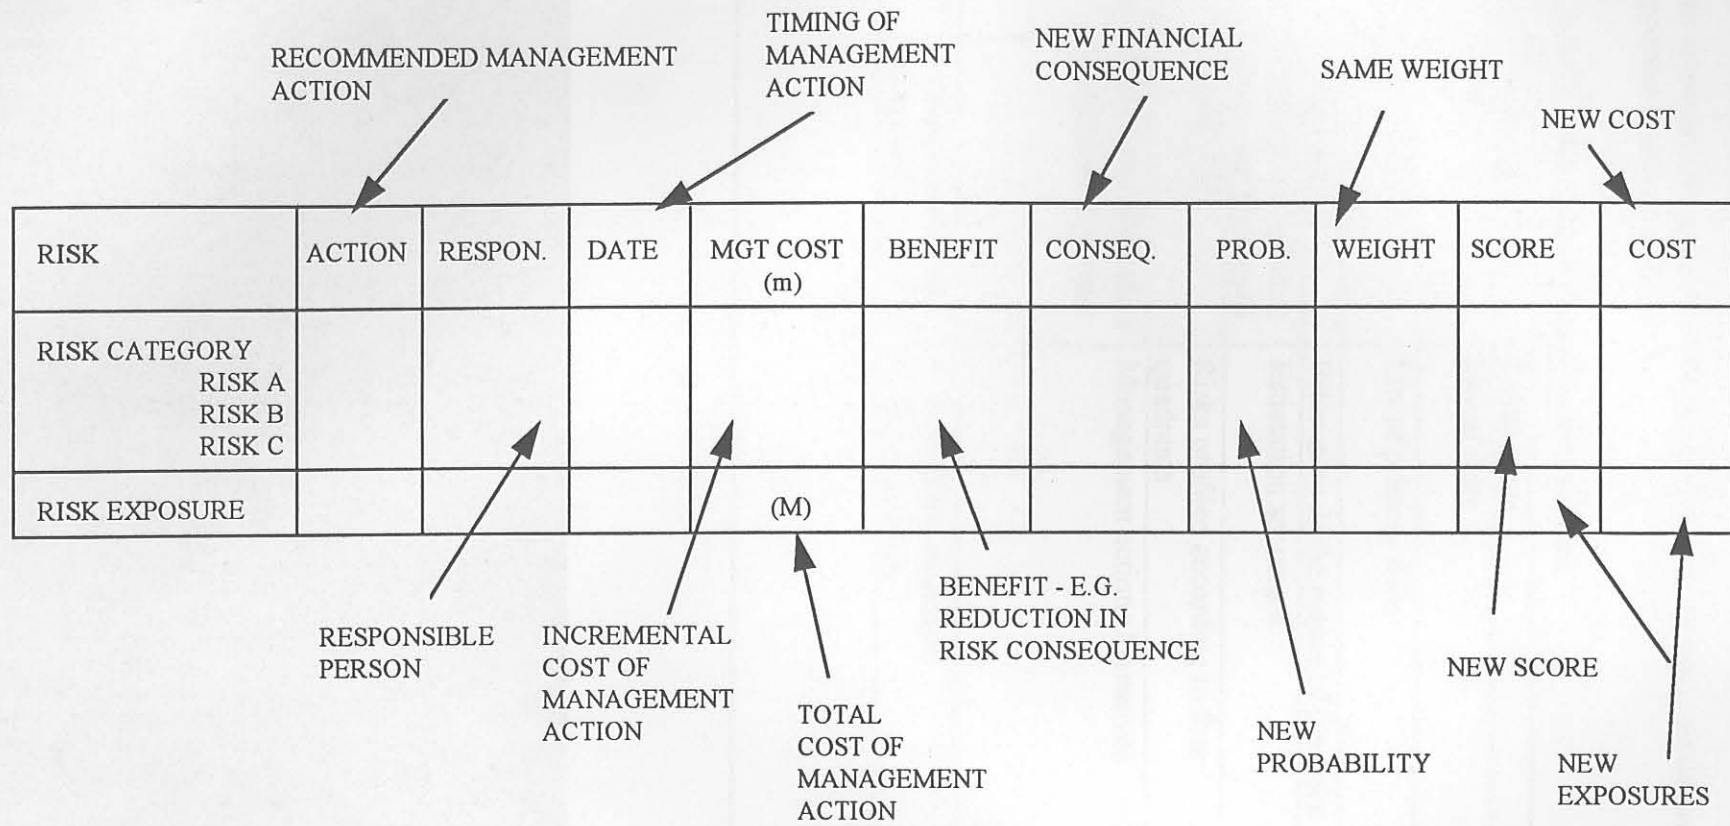 RECOMMENDED MANAGEMENT
ACTION
TIMING OF
MANAGEMENT
ACTION
NEW FINANCIAL
CONSEQUENCE
SAME WEIGHT
NEW COST
RISK ACTION RESPON. DATE MGT COST BENEFIT CONSEQ. PROB. WEIGHT SCORE COST
(m)
RISK CATEGORY
RISK A
RISK B
RISK C
RISK EXPOSURE (M)
RESPONSIBLE
PERSON
INCREMENTAL
COST OF
MANAGEMENT
ACTION
TOTAL
COST OF
MANAGEMENT
ACTION
BENEFIT - E.G.
REDUCTION IN
RISK CONSEQUENCE
NEW
PROBABILITY
NEW SCORE
NEW
EXPOSURES